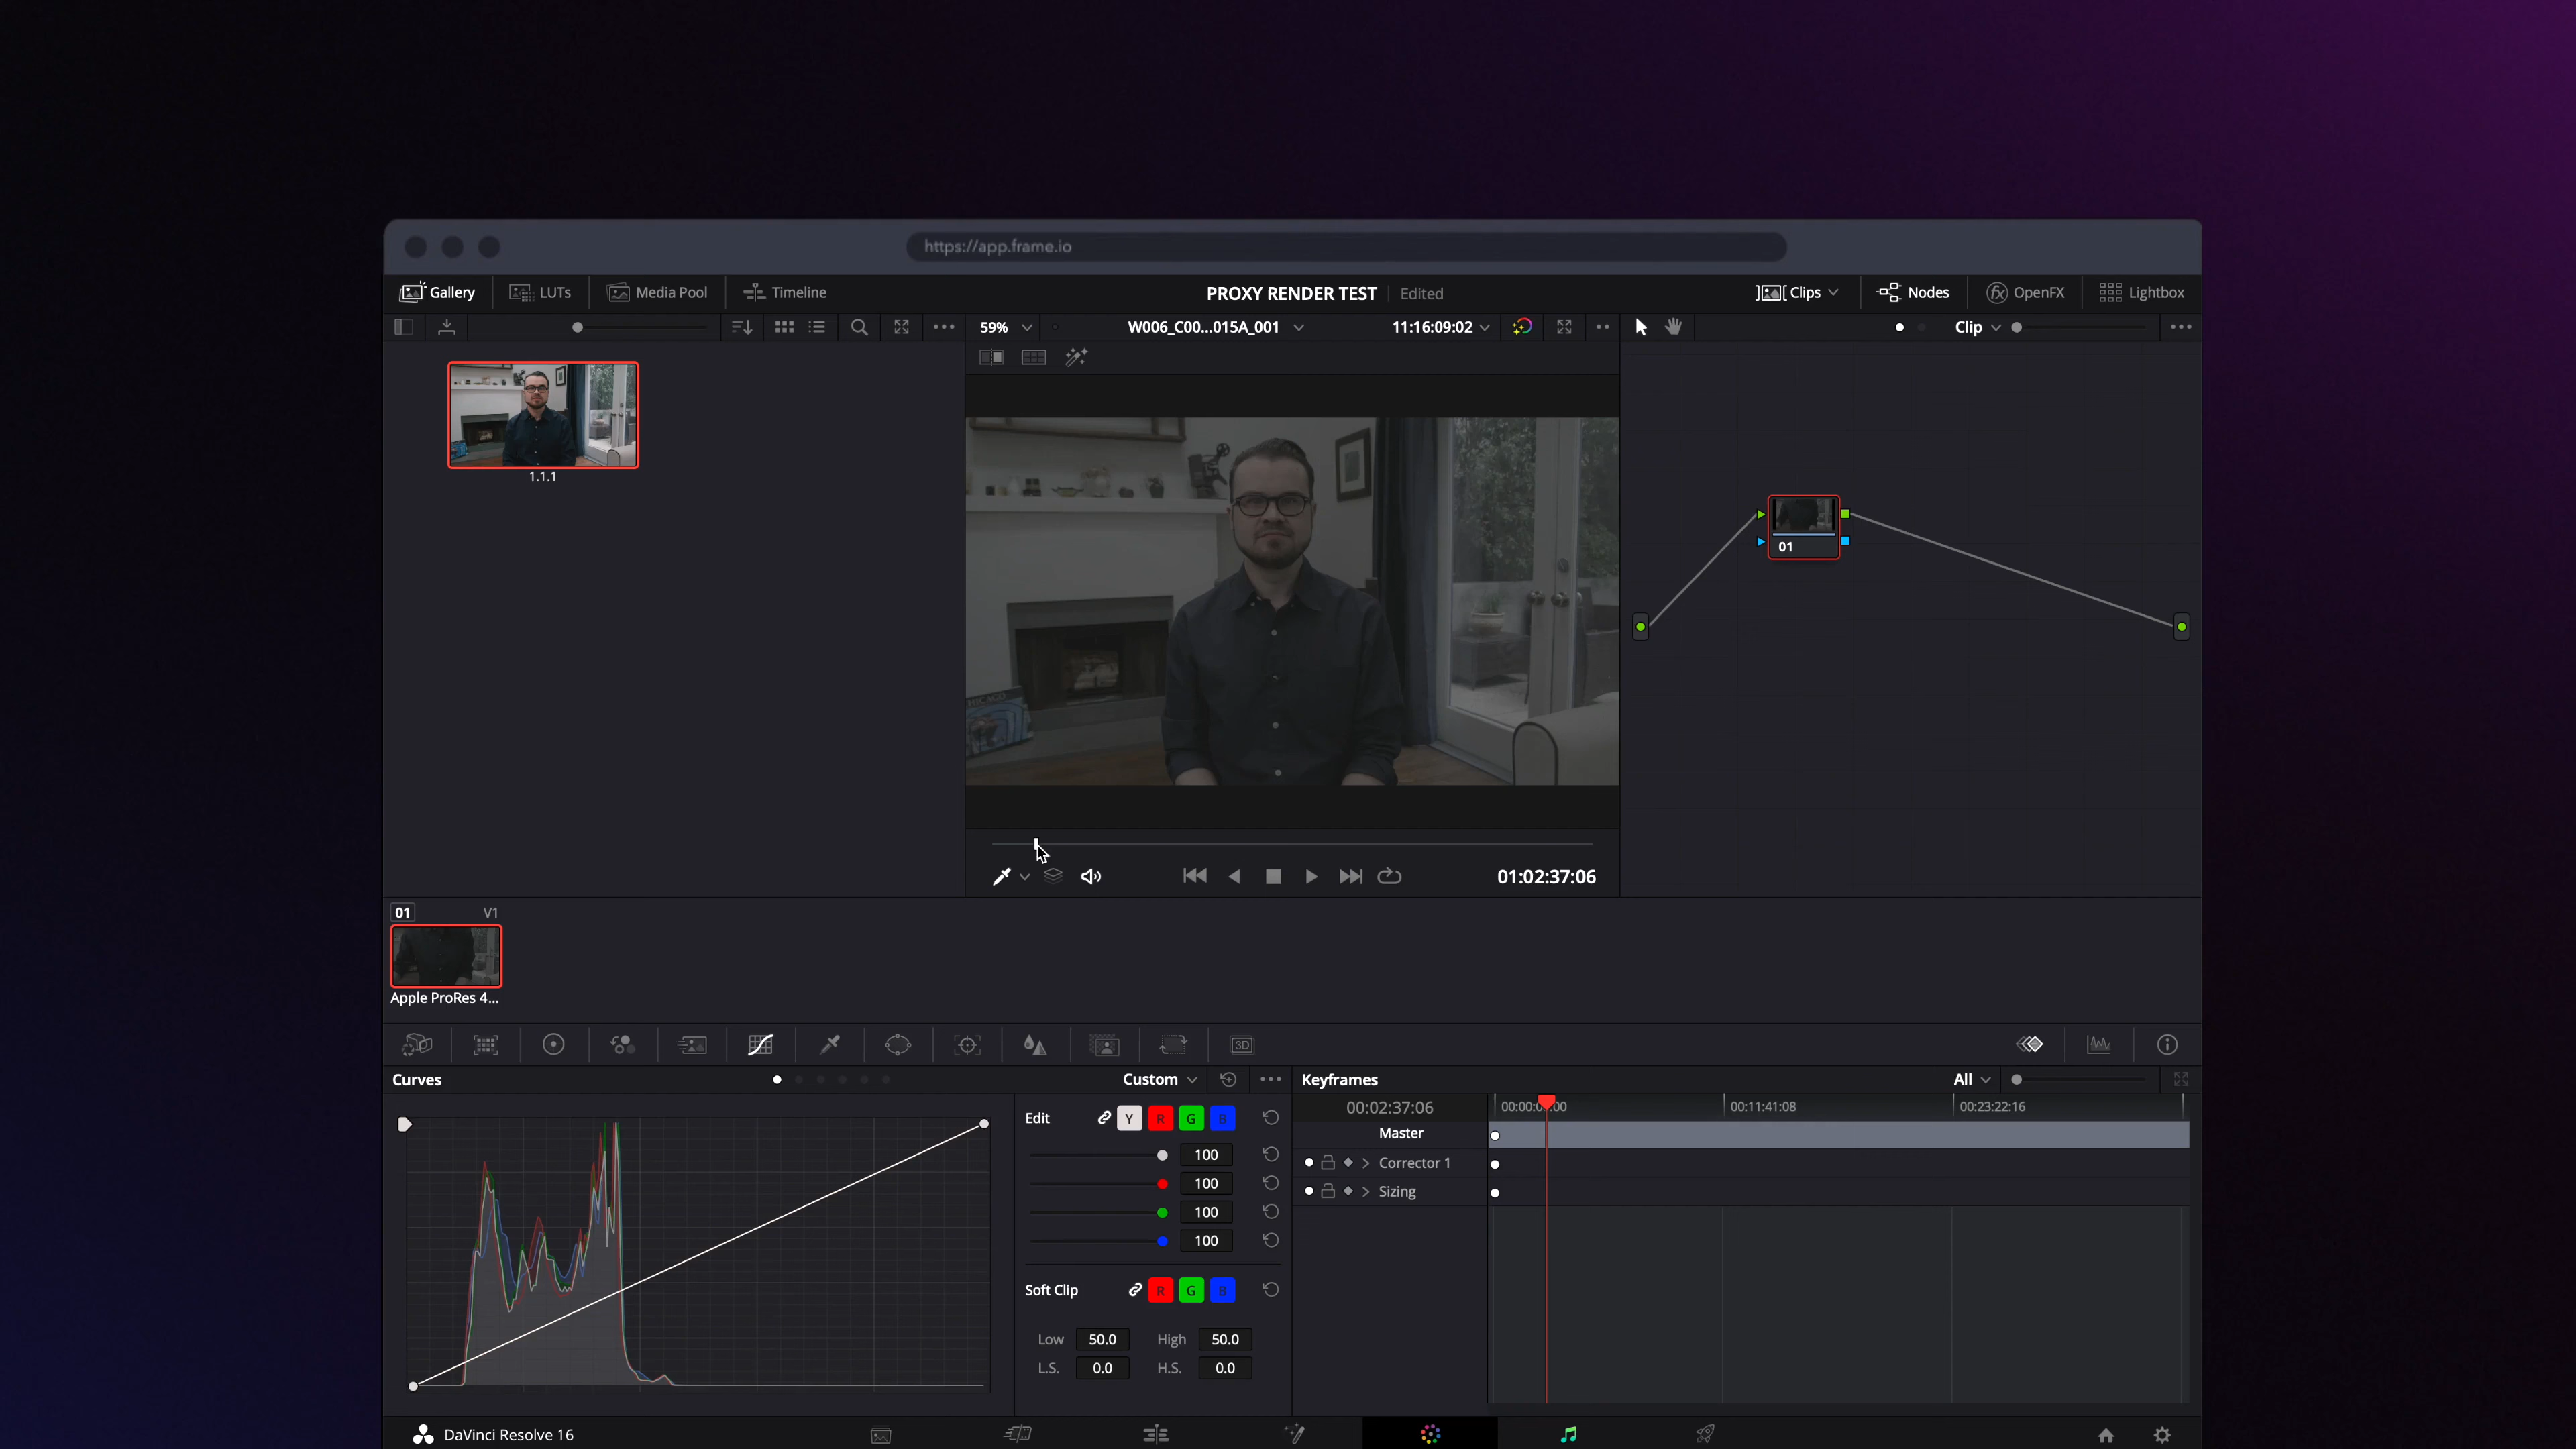 https://app.frame.io
Gallery
LUTs
Media Pool
Timeline
PROXY RENDER TEST
Edited
Clips
Nodes
OpenFX
Lightbox
59%
W006_C00...015A_001
11:16:09:02
Clip
1.1.1
CHICAGO
01
01:02:37:06
01
V1
Apple ProRes 4...
3D
Curves
Custom
Keyframes
All
Edit
Y
R
G
B
100
100
100
100
Soft Clip
R
G
B
Low
50.0
High
50.0
L.S.
0.0
H.S.
0.0
00:02:37:06
00:11:41:08
00:23:22:16
Master
Corrector 1
Sizing
DaVinci Resolve 16